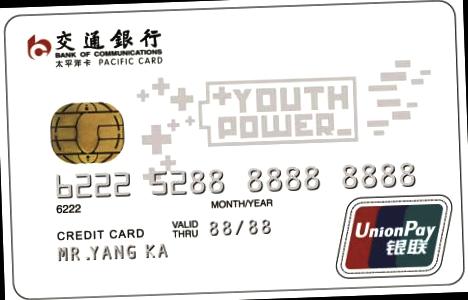 交通銀行
BANK OF COMMUNICATIONS
太平洋卡 PACIFIC CARD
YOUTH
POWER_
6222 5288 8888 8888
6222
MONTH/YEAR
CREDIT CARD VALID THRU 88/88
MR.YANG KA
UnionPay
银联